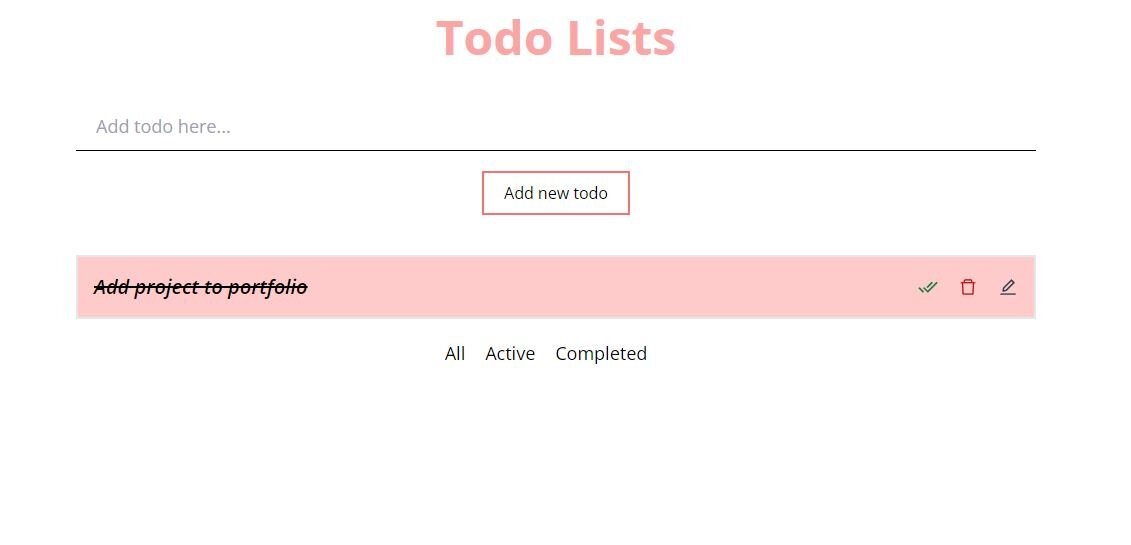 Todo Lists
Add todo here...
Add new todo
Add project to portfolio
All Active Completed